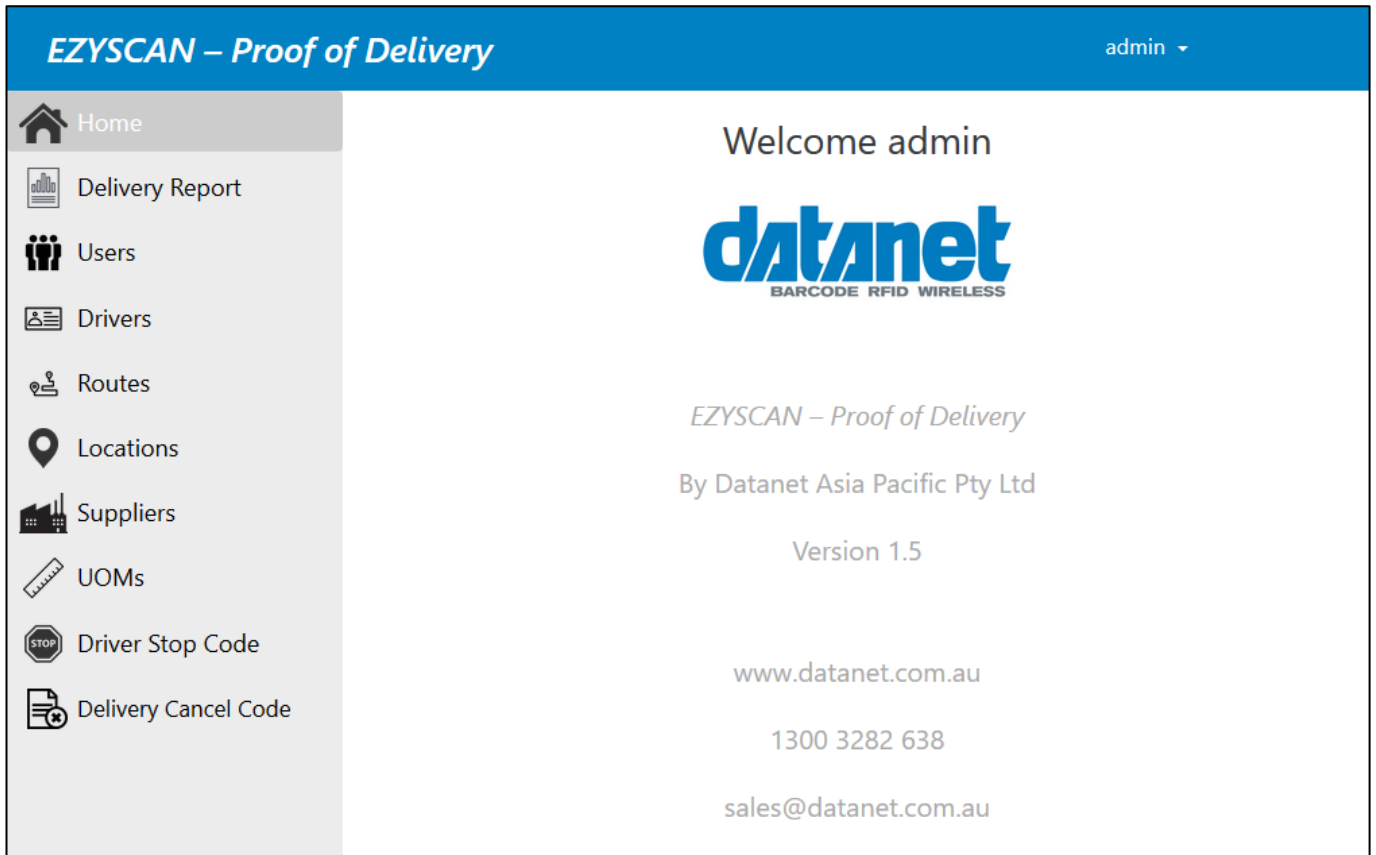 EZYSCAN – Proof of Delivery
admin
Home
Delivery Report
Users
Drivers
Routes
Locations
Suppliers
UOMs
STOP
Driver Stop Code
Delivery Cancel Code
Welcome admin
datanet
BARCODE RFID WIRELESS
EZYSCAN – Proof of Delivery
By Datanet Asia Pacific Pty Ltd
Version 1.5
www.datanet.com.au
1300 3282 638
sales@datanet.com.au